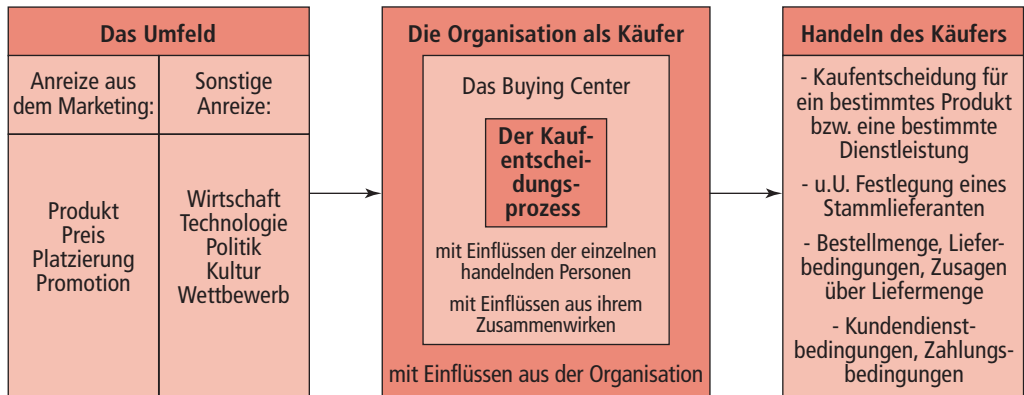 Das Umfeld
Anreize aus
dem Marketing:
Sonstige
Anreize:
Produkt
Preis
Platzierung
Promotion
Wirtschaft
Technologie
Politik
Kultur
Wettbewerb
Die Organisation als Käufer
Das Buying Center
Der Kauf-
entschei-
dungs-
prozess
mit Einflüssen der einzelnen
handelnden Personen
mit Einflüssen aus ihrem
Zusammenwirken
mit Einflüssen aus der Organisation
Handeln des Käufers
- Kaufentscheidung für
ein bestimmtes Produkt
bzw. eine bestimmte
Dienstleistung
- u.U. Festlegung eines
Stammlieferanten
- Bestellmenge, Liefer-
bedingungen, Zusagen
über Liefermenge
- Kundendienst-
bedingungen, Zahlungs-
bedingungen